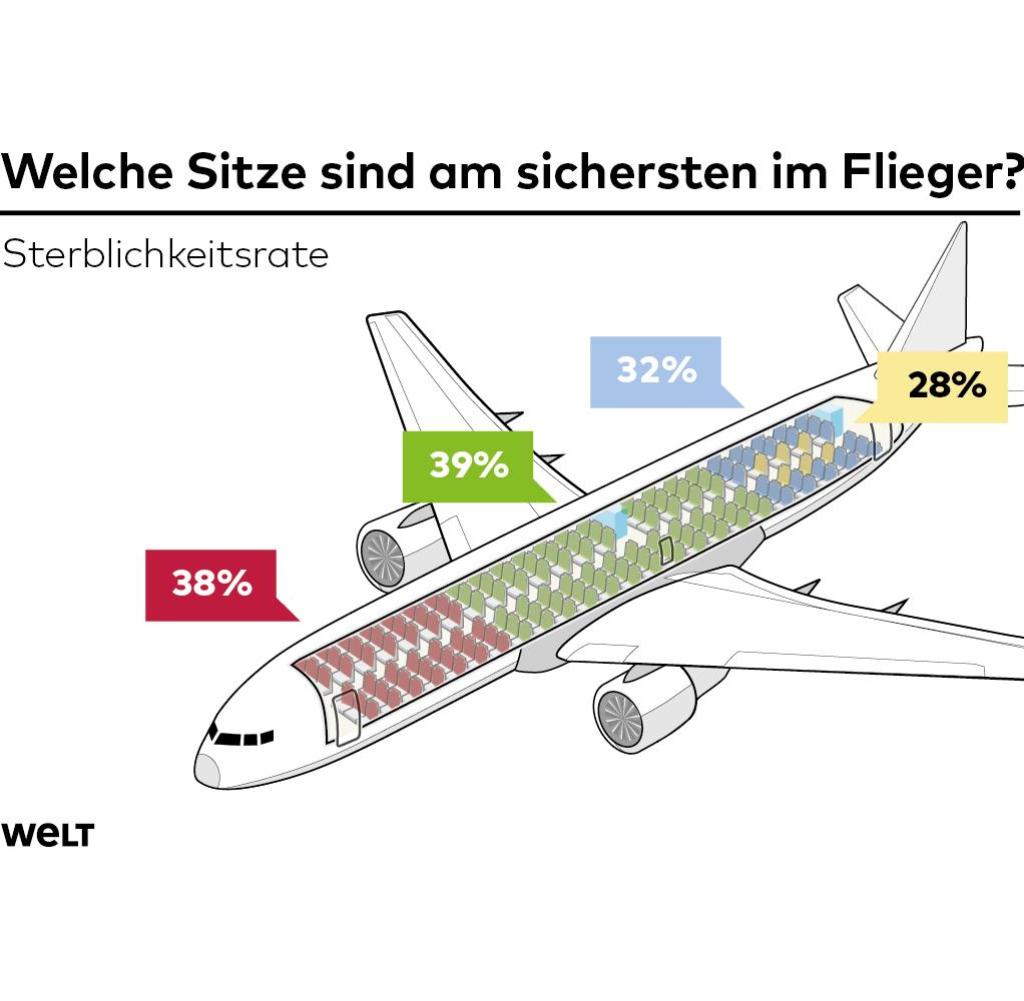 Welche Sitze sind am sichersten im Flieger?
Sterblichkeitsrate
32%
28%
39%
38%
WELT